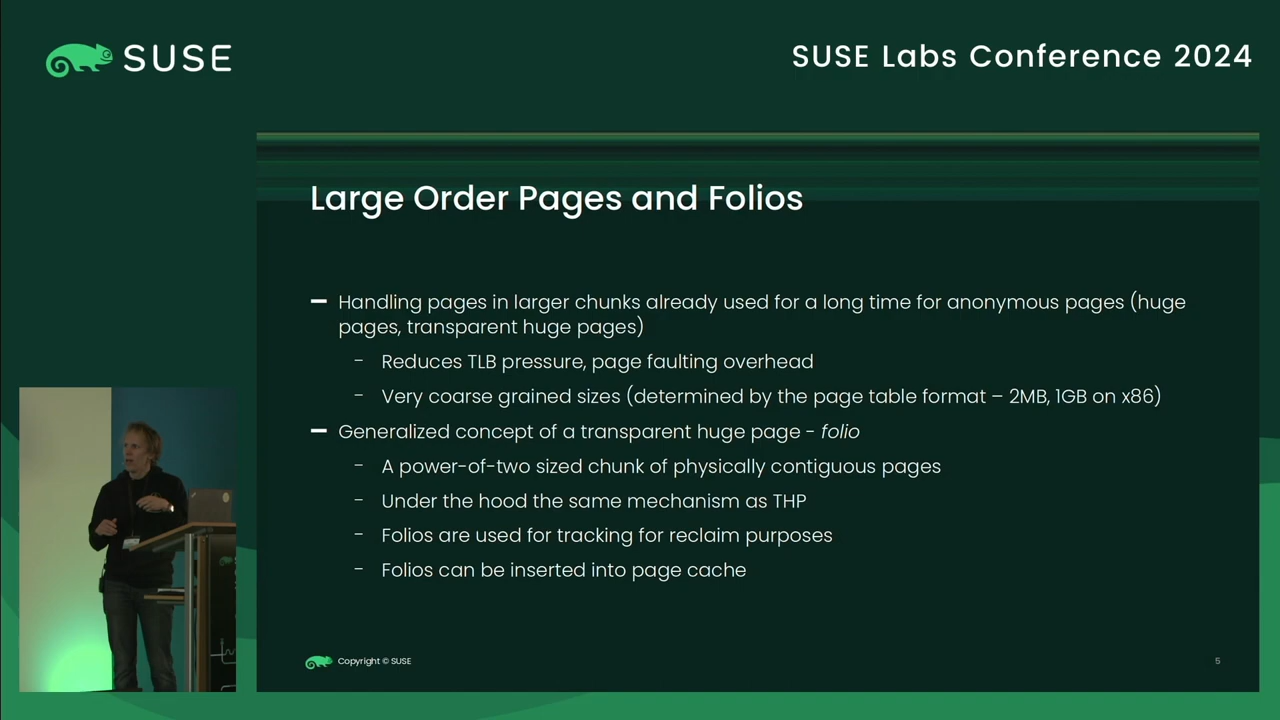 SUSE
SUSE Labs Conference 2024
Large Order Pages and Folios
– Handling pages in larger chunks already used for a long time for anonymous pages (huge
pages, transparent huge pages)
– Reduces TLB pressure, page faulting overhead
– Very coarse grained sizes (determined by the page table format – 2MB, 1GB on x86)
– Generalized concept of a transparent huge page - folio
– A power-of-two sized chunk of physically contiguous pages
– Under the hood the same mechanism as THP
– Folios are used for tracking for reclaim purposes
– Folios can be inserted into page cache
Copyright © SUSE
5